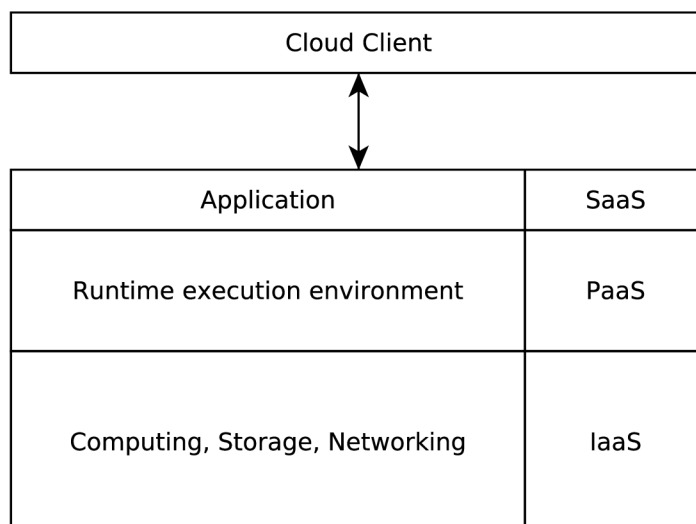 Cloud Client
Application
SaaS
Runtime execution environment
PaaS
Computing, Storage, Networking
IaaS